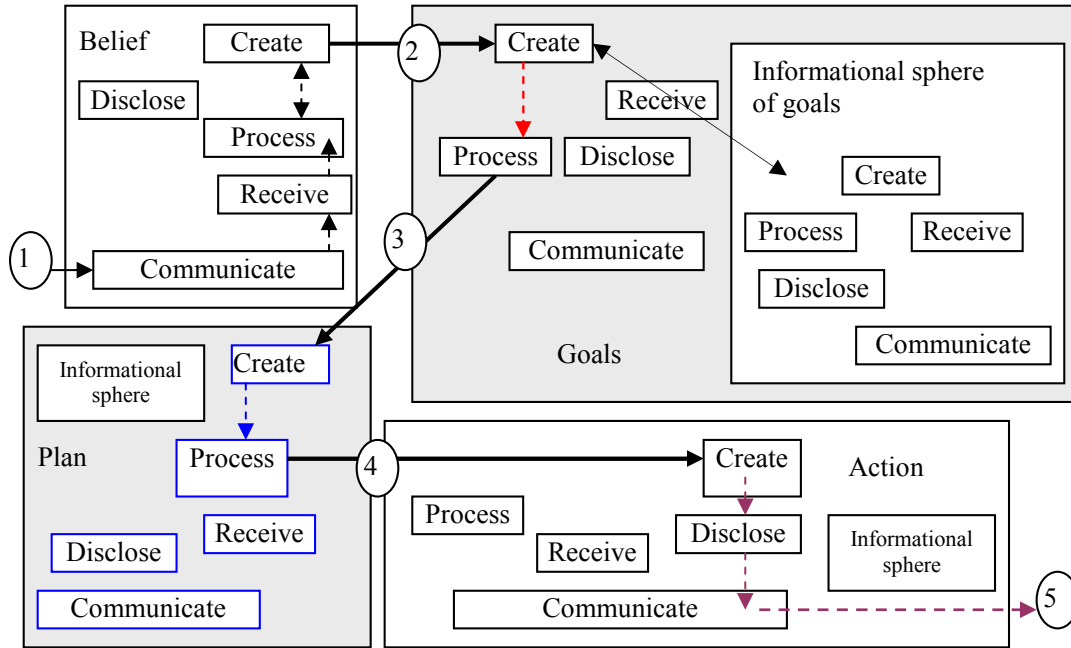 Belief
Create
Disclose
Process
Receive
Communicate
1
2
Create
Receive
Process
Disclose
Communicate
Goals
Informational sphere
of goals
Create
Process
Receive
Disclose
Communicate
3
Informational
sphere
Create
Plan
Process
Receive
Disclose
Communicate
4
Create
Action
Process
Disclose
Receive
Informational
sphere
Communicate
5